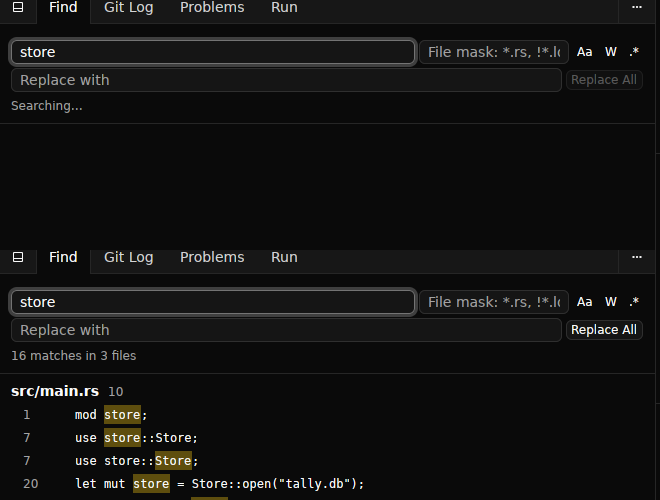 Find Git Log Problems Run ···
store File mask: *.rs, !*.l Aa W .*
Replace with Replace All
Searching...
Find Git Log Problems Run ···
store File mask: *.rs, !*.l Aa W .*
Replace with Replace All
16 matches in 3 files
src/main.rs 10
1 mod store;
7 use store::Store;
7 use store::Store;
20 let mut store = Store::open("tally.db");